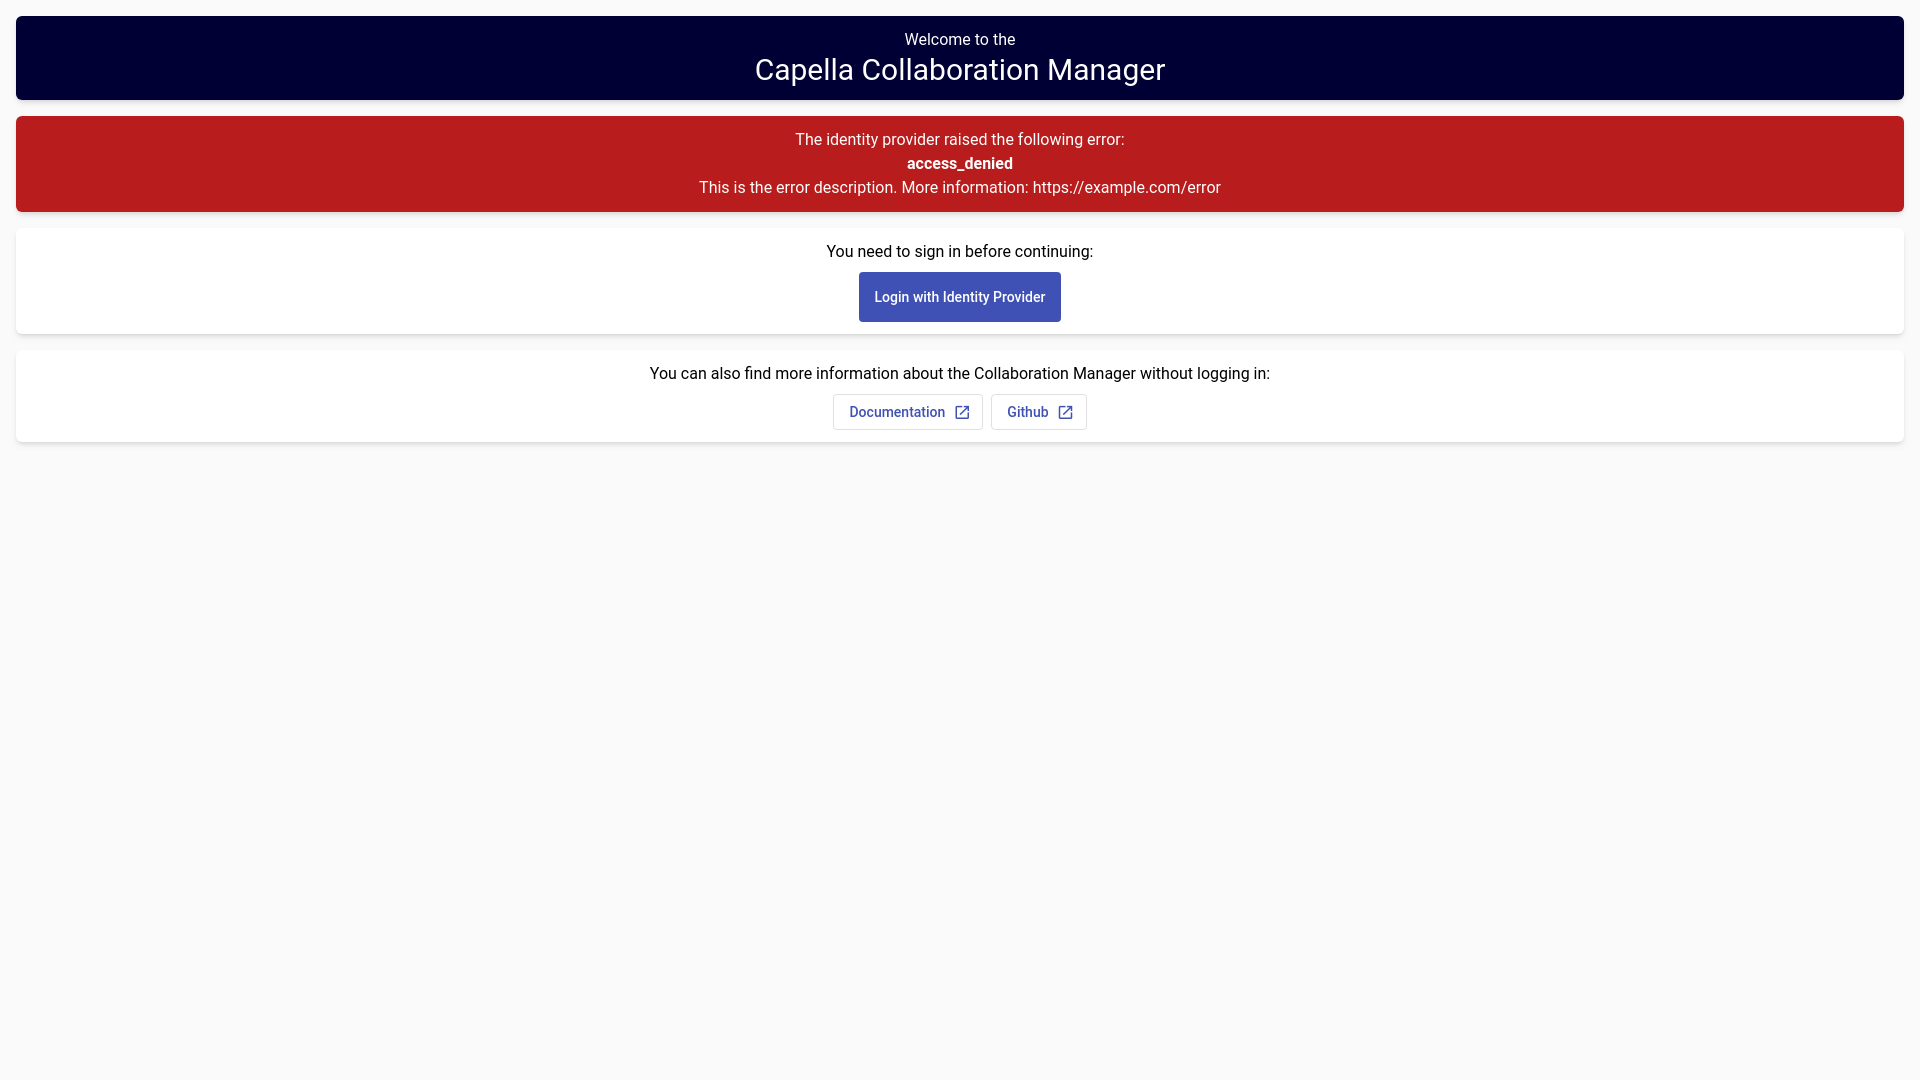 Welcome to the
Capella Collaboration Manager
The identity provider raised the following error:
access_denied
This is the error description. More information: https://example.com/error
You need to sign in before continuing:
Login with Identity Provider
You can also find more information about the Collaboration Manager without logging in:
Documentation Github